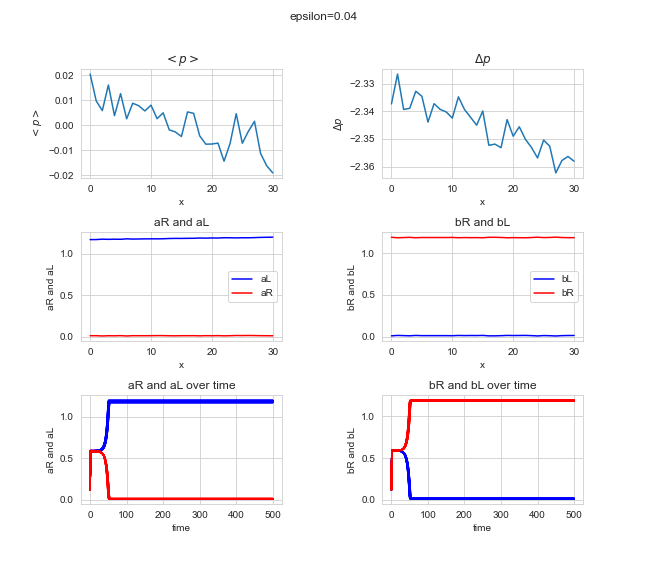 epsilon=0.04
< p >
Δp
0.02
0.01
0.00
−0.01
−0.02
< p >
0
10
20
30
x
−2.33
−2.34
−2.35
−2.36
Δp
0
10
20
30
x
aR and aL
bR and bL
1.0
0.5
0.0
aR and aL
aL
aR
0
10
20
30
x
1.0
0.5
0.0
bR and bL
bL
bR
0
10
20
30
x
aR and aL over time
bR and bL over time
1.0
0.5
0.0
aR and aL
0
100
200
300
400
500
time
1.0
0.5
0.0
bR and bL
0
100
200
300
400
500
time